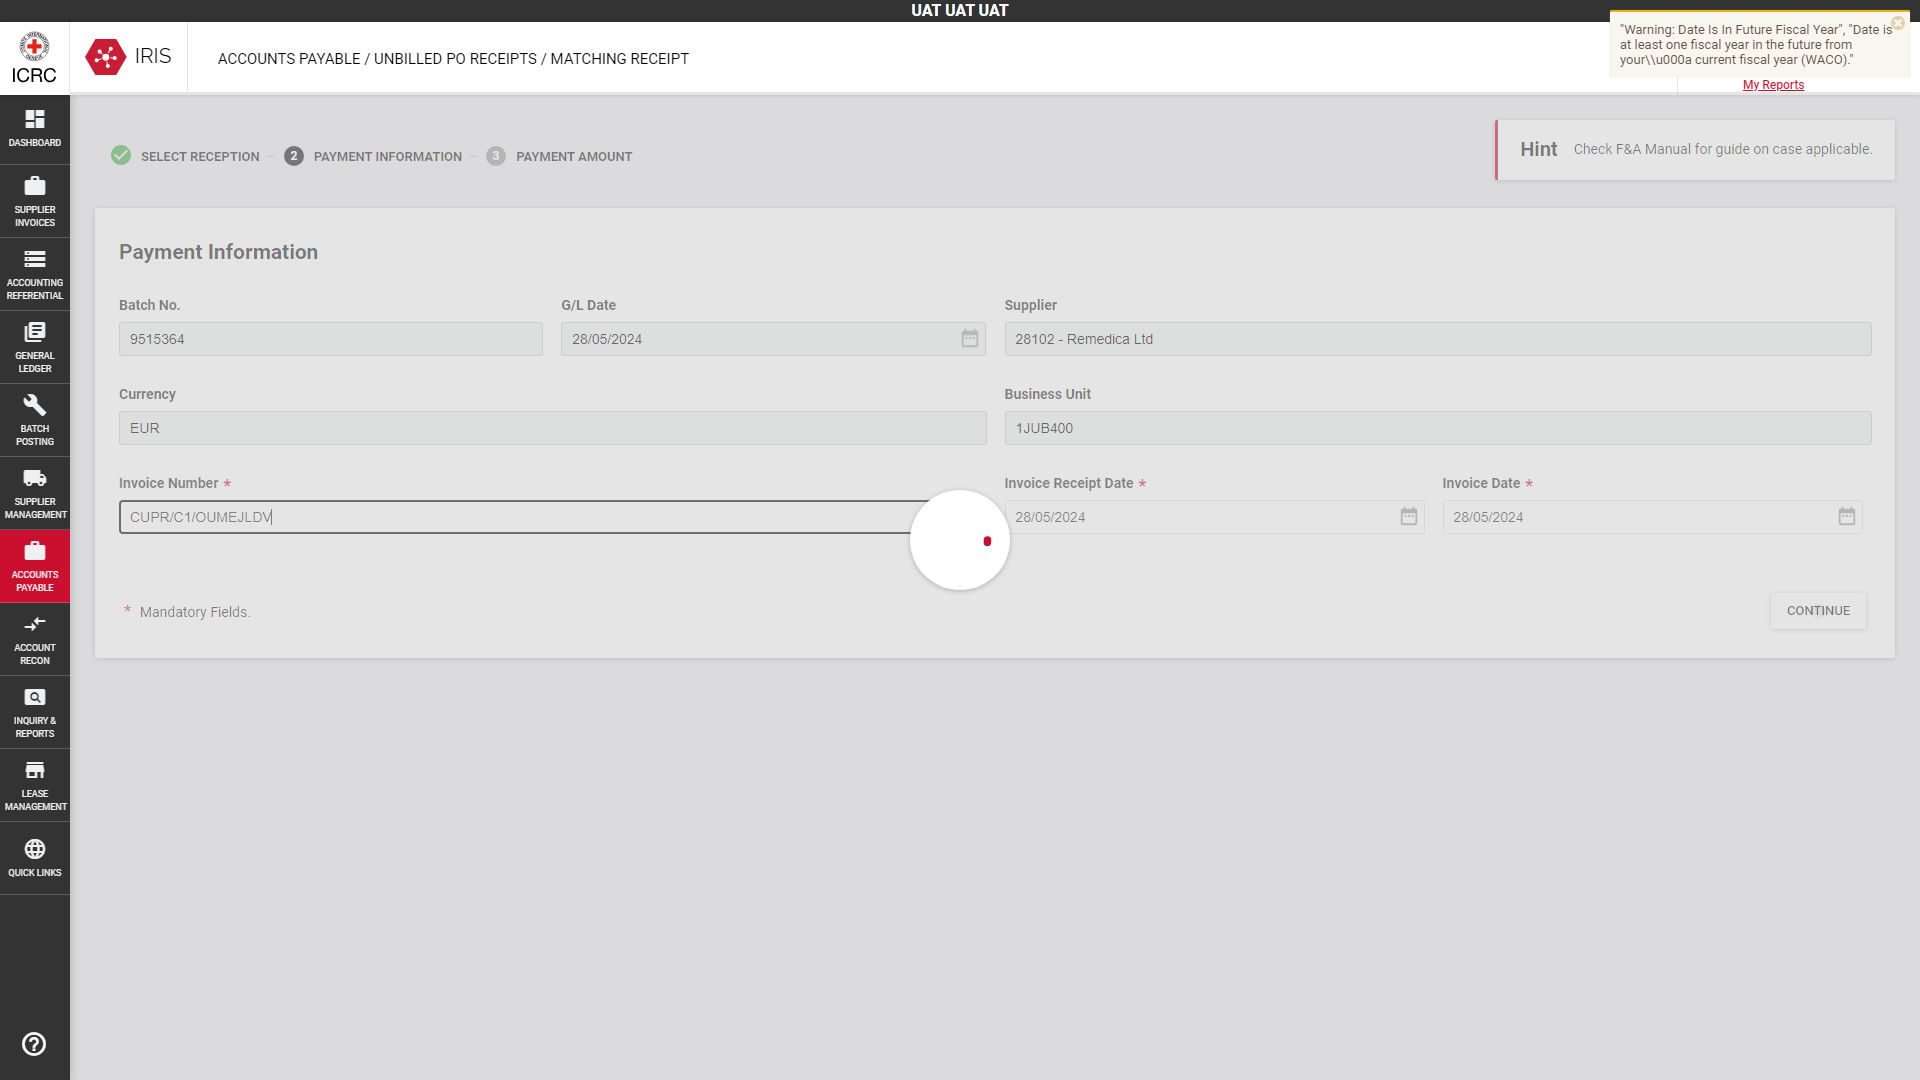 UAT UAT UAT
ICRC
IRIS
ACCOUNTS PAYABLE / UNBILLED PO RECEIPTS / MATCHING RECEIPT
"Warning: Date Is In Future Fiscal Year", "Date is
at least one fiscal year in the future from
your\\u000a current fiscal year (WACO)."
My Reports
DASHBOARD
SUPPLIER
INVOICES
ACCOUNTING
REFERENTIAL
GENERAL
LEDGER
BATCH
POSTING
SUPPLIER
MANAGEMENT
ACCOUNTS
PAYABLE
ACCOUNT
RECON
INQUIRY &
REPORTS
LEASE
MANAGEMENT
QUICK LINKS
SELECT RECEPTION
2 PAYMENT INFORMATION
3 PAYMENT AMOUNT
Hint Check F&A Manual for guide on case applicable.
Payment Information
Batch No. G/L Date Supplier
9515364 28/05/2024 28102 - Remedica Ltd
Currency Business Unit
EUR 1JUB400
Invoice Number * Invoice Receipt Date * Invoice Date *
CUPR/C1/OUMEJLDV 28/05/2024 28/05/2024
* Mandatory Fields.
CONTINUE